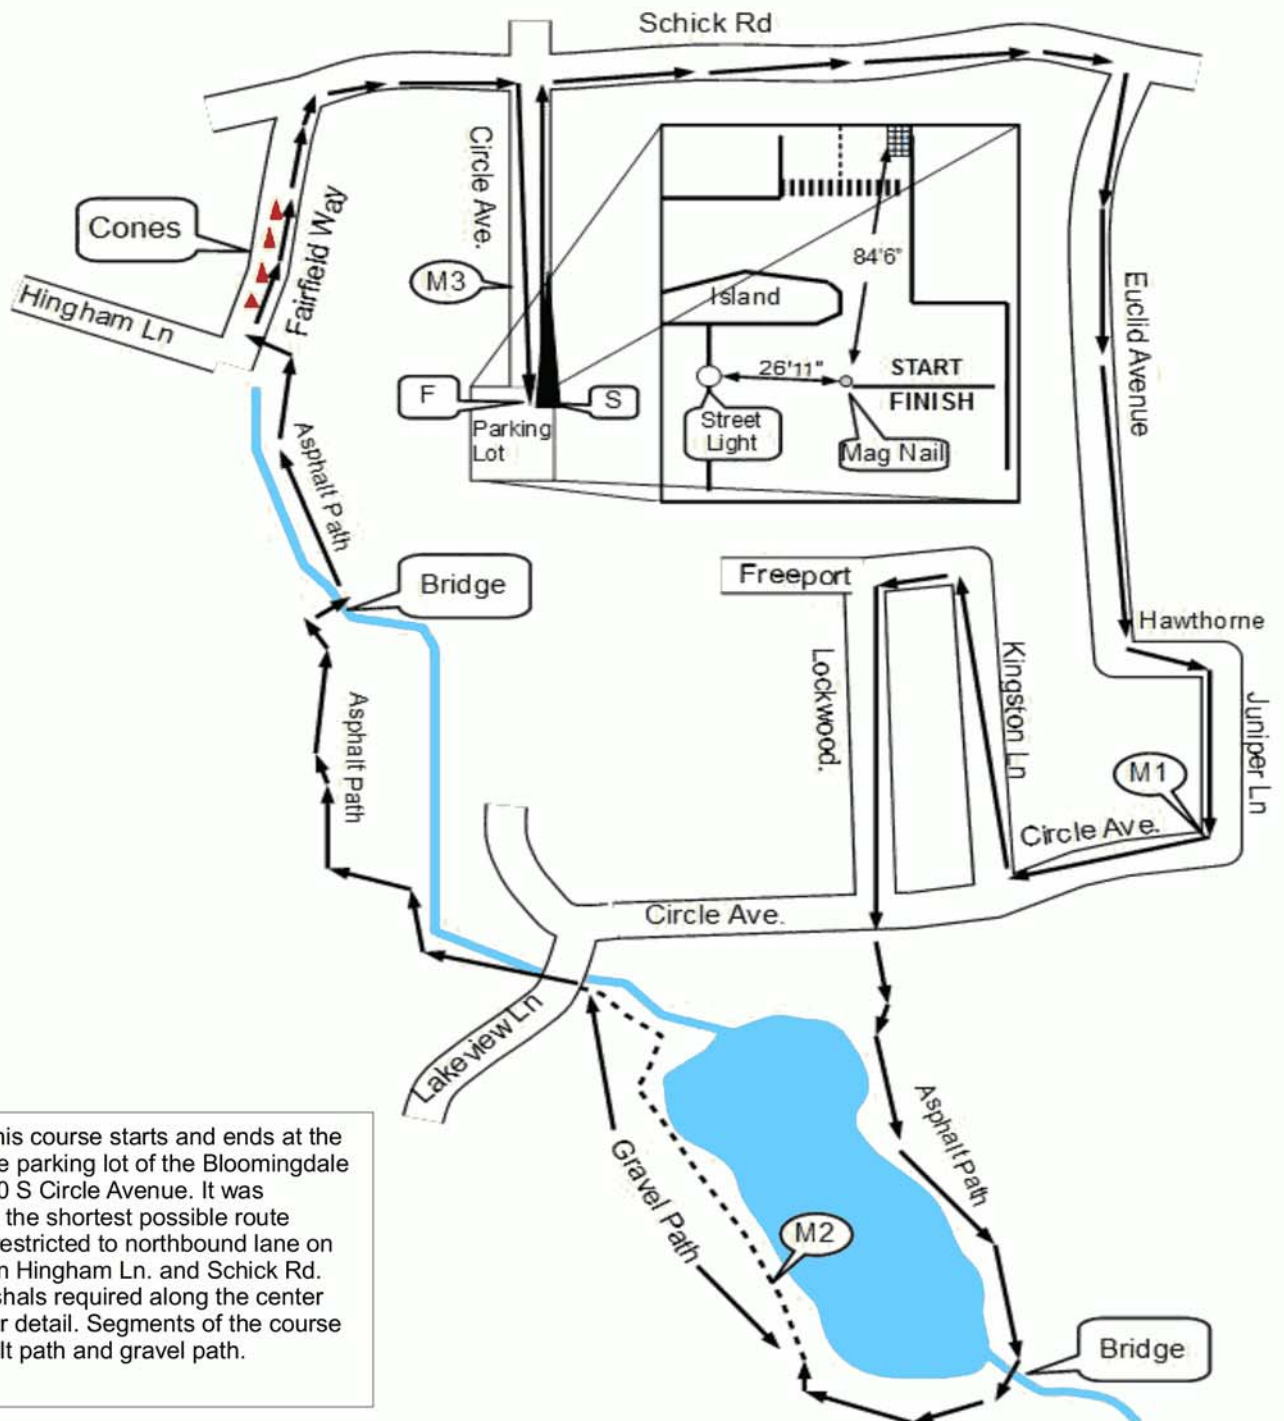 Schick Rd
Circle Ave.
Cones
Fairfield Way
M3
Hingham Ln
84'6"
Island
Euclid Avenue
26'11"
START
FINISH
F
S
Parking
Lot
Street
Light
Mag Nail
Asphalt Path
Bridge
Freeport
Hawthorne
Lockwood.
Kingston Ln
Juniper Ln
Asphalt Path
M1
Circle Ave.
Circle Ave.
Lakeview Ln
Asphalt Path
Gravel Path
M2
Bridge
his course starts and ends at the
e parking lot of the Bloomingdale
0 S Circle Avenue. It was
the shortest possible route
estricted to northbound lane on
n Hingham Ln. and Schick Rd.
shals required along the center
r detail. Segments of the course
lt path and gravel path.